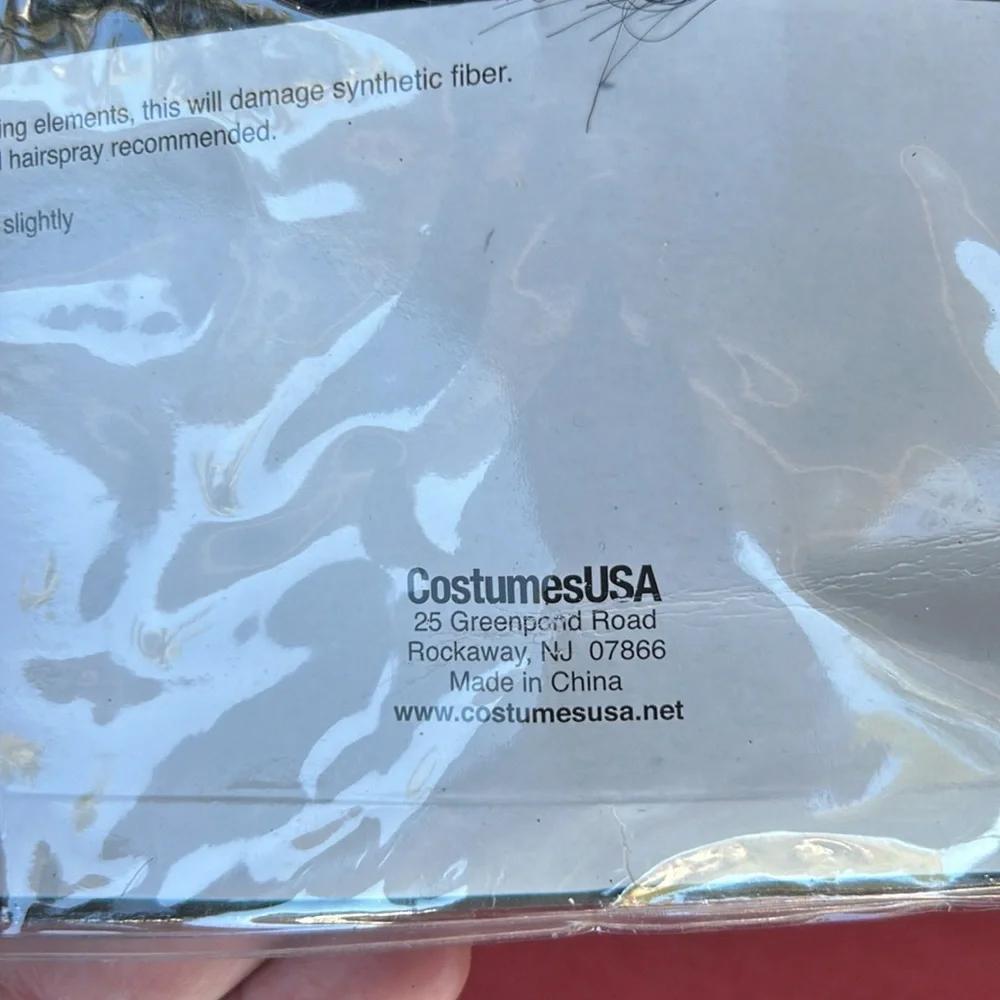 ing elements, this will damage synthetic fiber.
hairspray recommended.
slightly
CostumesUSA
25 Greenpond Road
Rockaway, NJ 07866
Made in China
www.costumesusa.net